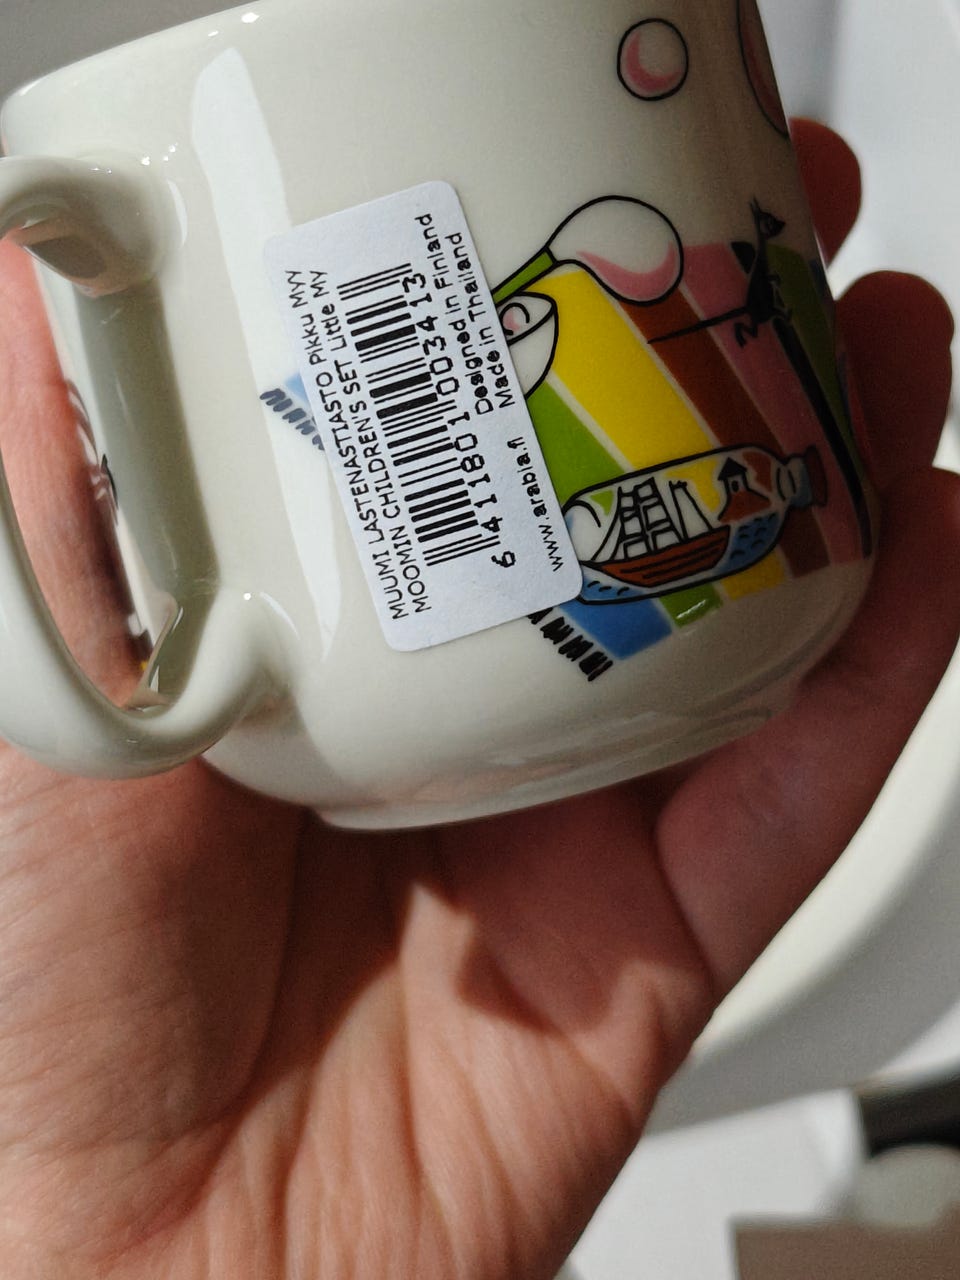 MUUMI LASTENASTIASTO PIKKU MYY
MOOMIN CHILDREN'S SET Little MY
6 411801 003413
Designed in Finland
Made in Thailand
www.arabia.fi